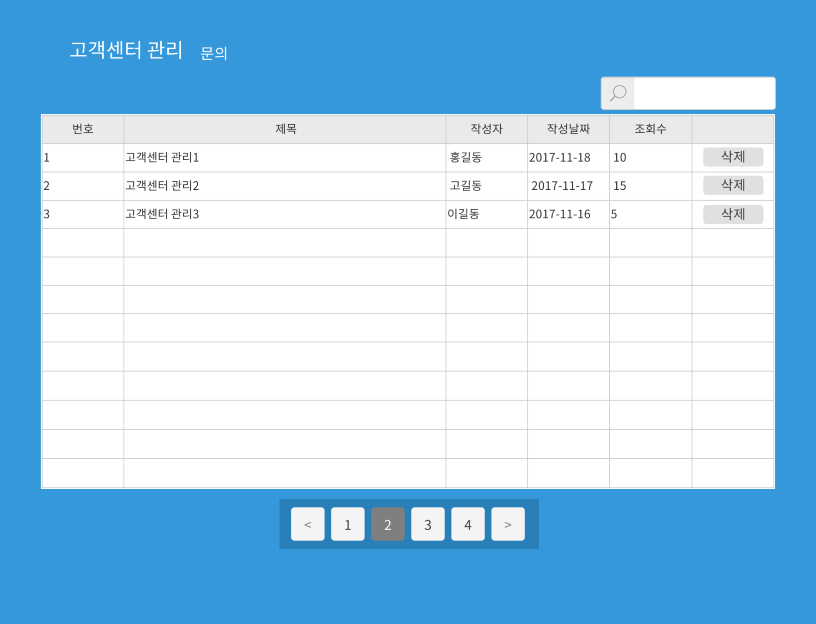 고객센터 관리 문의
번호 제목 작성자 작성날짜 조회수
1 고객센터 관리1 홍길동 2017-11-18 10 삭제
2 고객센터 관리2 고길동 2017-11-17 15 삭제
3 고객센터 관리3 이길동 2017-11-16 5 삭제
< 1 2 3 4 >